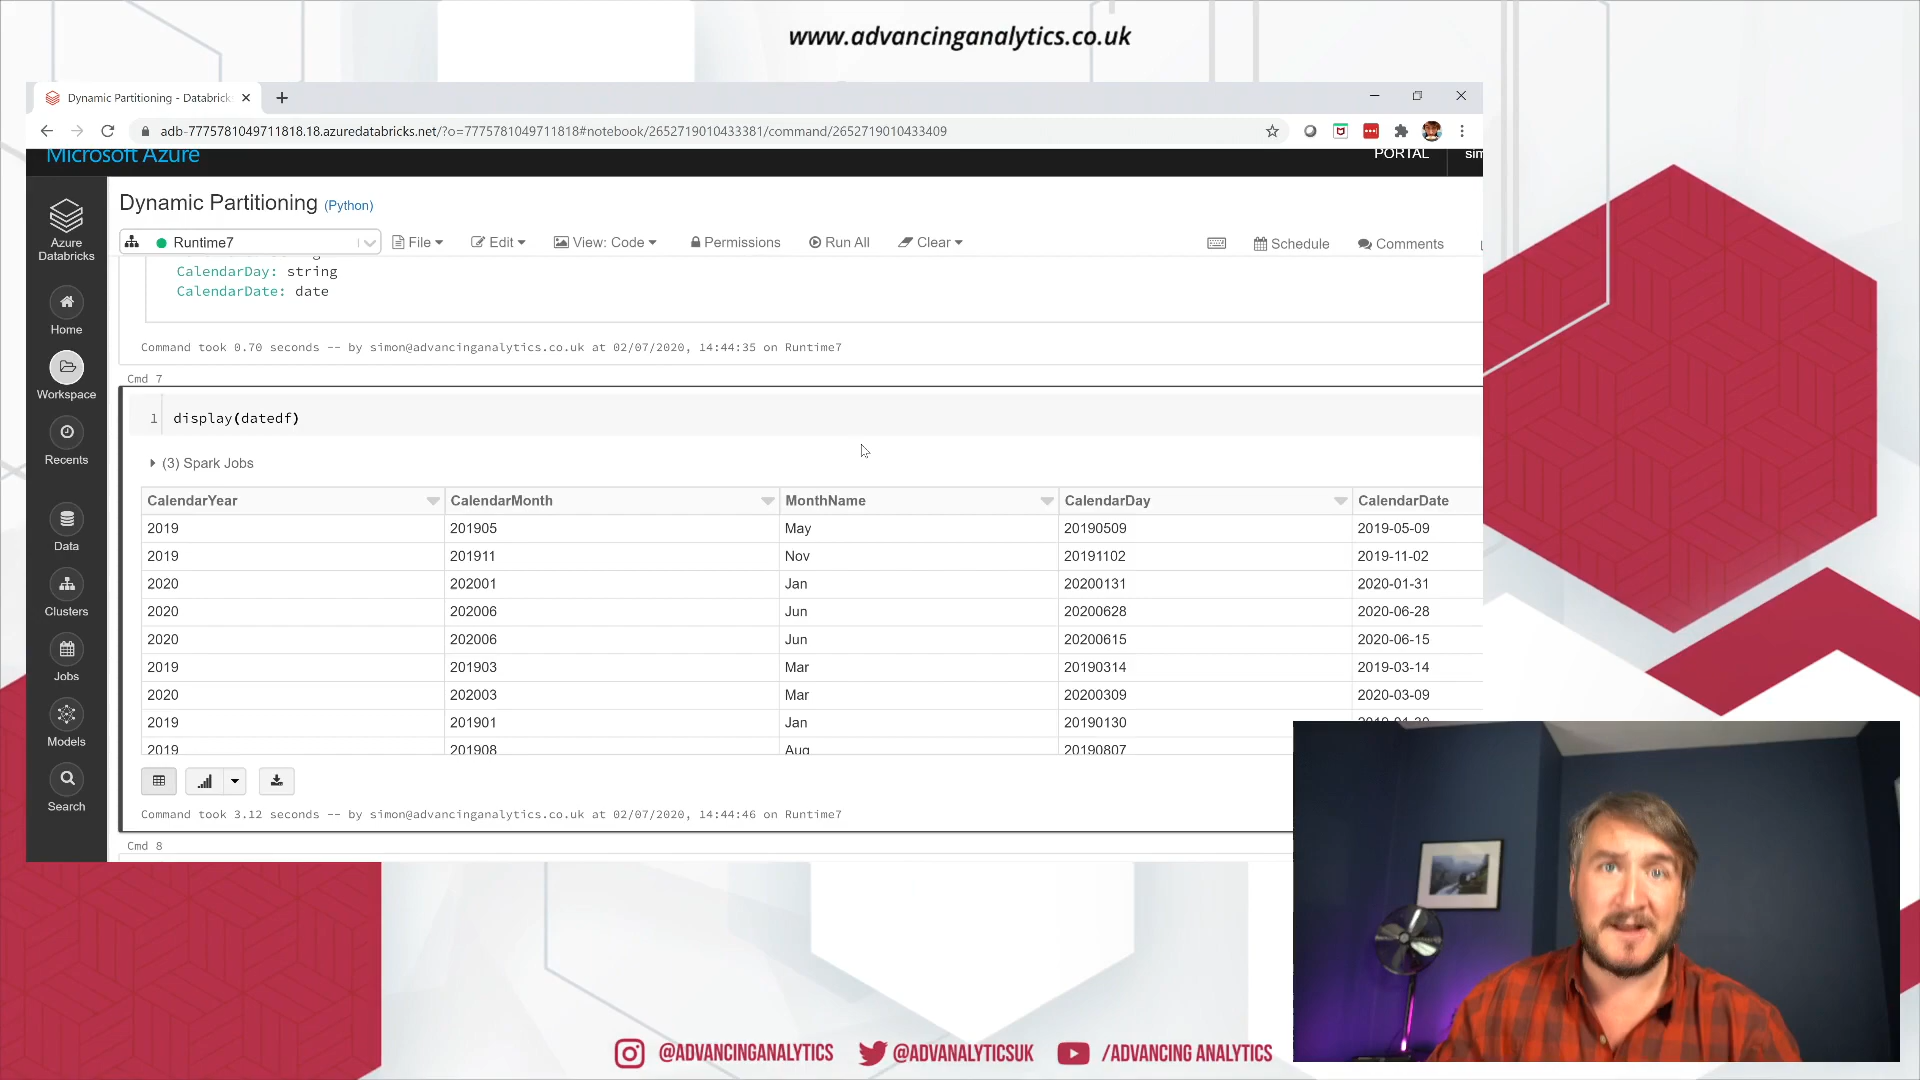 www.advancinganalytics.co.uk
Dynamic Partitioning - Databrick
adb-7775781049711818.18.azuredatabricks.net/?o=7775781049711818#notebook/2652719010433381/command/2652719010433409
Microsoft Azure
PORTAL
sim
Dynamic Partitioning (Python)
Runtime7
File
Edit
View: Code
Permissions
Run All
Clear
Schedule
Comments
Azure
Databricks
Home
Workspace
Recents
Data
Clusters
Jobs
Models
Search
CalendarDay: string
CalendarDate: date
Command took 0.70 seconds -- by simon@advancinganalytics.co.uk at 02/07/2020, 14:44:35 on Runtime7
Cmd 7
1 display(datedf)
(3) Spark Jobs
CalendarYear CalendarMonth MonthName CalendarDay CalendarDate
2019 201905 May 20190509 2019-05-09
2019 201911 Nov 20191102 2019-11-02
2020 202001 Jan 20200131 2020-01-31
2020 202006 Jun 20200628 2020-06-28
2020 202006 Jun 20200615 2020-06-15
2019 201903 Mar 20190314 2019-03-14
2020 202003 Mar 20200309 2020-03-09
2019 201901 Jan 20190130
2019 201908 Aug 20190807
Command took 3.12 seconds -- by simon@advancinganalytics.co.uk at 02/07/2020, 14:44:46 on Runtime7
Cmd 8
@ADVANCINGANALYTICS
@ADVANALYTICSUK
/ADVANCING ANALYTICS